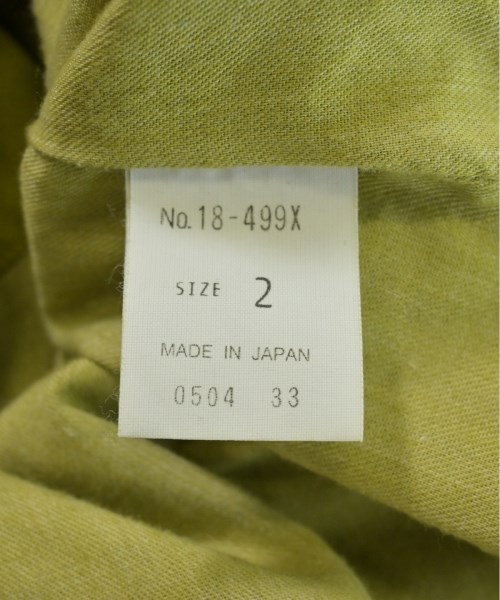 No. 18-499X
SIZE 2
MADE IN JAPAN
0504 33